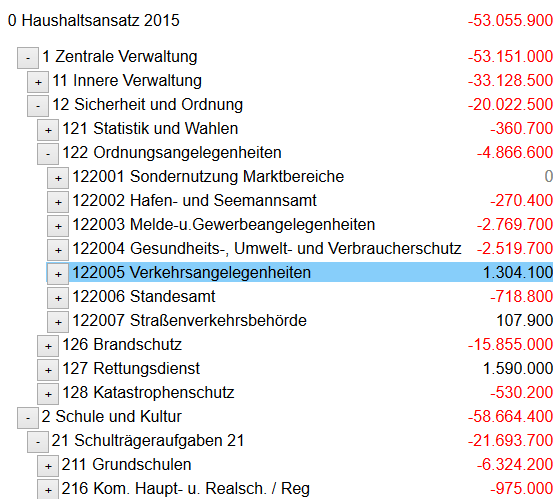 0 Haushaltsansatz 2015 -53.055.900
- 1 Zentrale Verwaltung -53.151.000
+ 11 Innere Verwaltung -33.128.500
- 12 Sicherheit und Ordnung -20.022.500
+ 121 Statistik und Wahlen -360.700
- 122 Ordnungsangelegenheiten -4.866.600
+ 122001 Sondernutzung Marktbereiche 0
+ 122002 Hafen- und Seemannsamt -270.400
+ 122003 Melde-u.Gewerbeangelegenheiten -2.769.700
+ 122004 Gesundheits-, Umwelt- und Verbraucherschutz -2.519.700
+ 122005 Verkehrsangelegenheiten 1.304.100
+ 122006 Standesamt -718.800
+ 122007 Straßenverkehrsbehörde 107.900
+ 126 Brandschutz -15.855.000
+ 127 Rettungsdienst 1.590.000
+ 128 Katastrophenschutz -530.200
- 2 Schule und Kultur -58.664.400
- 21 Schulträgeraufgaben 21 -21.693.700
+ 211 Grundschulen -6.324.200
+ 216 Kom. Haupt- u. Realsch. / Reg -975.000